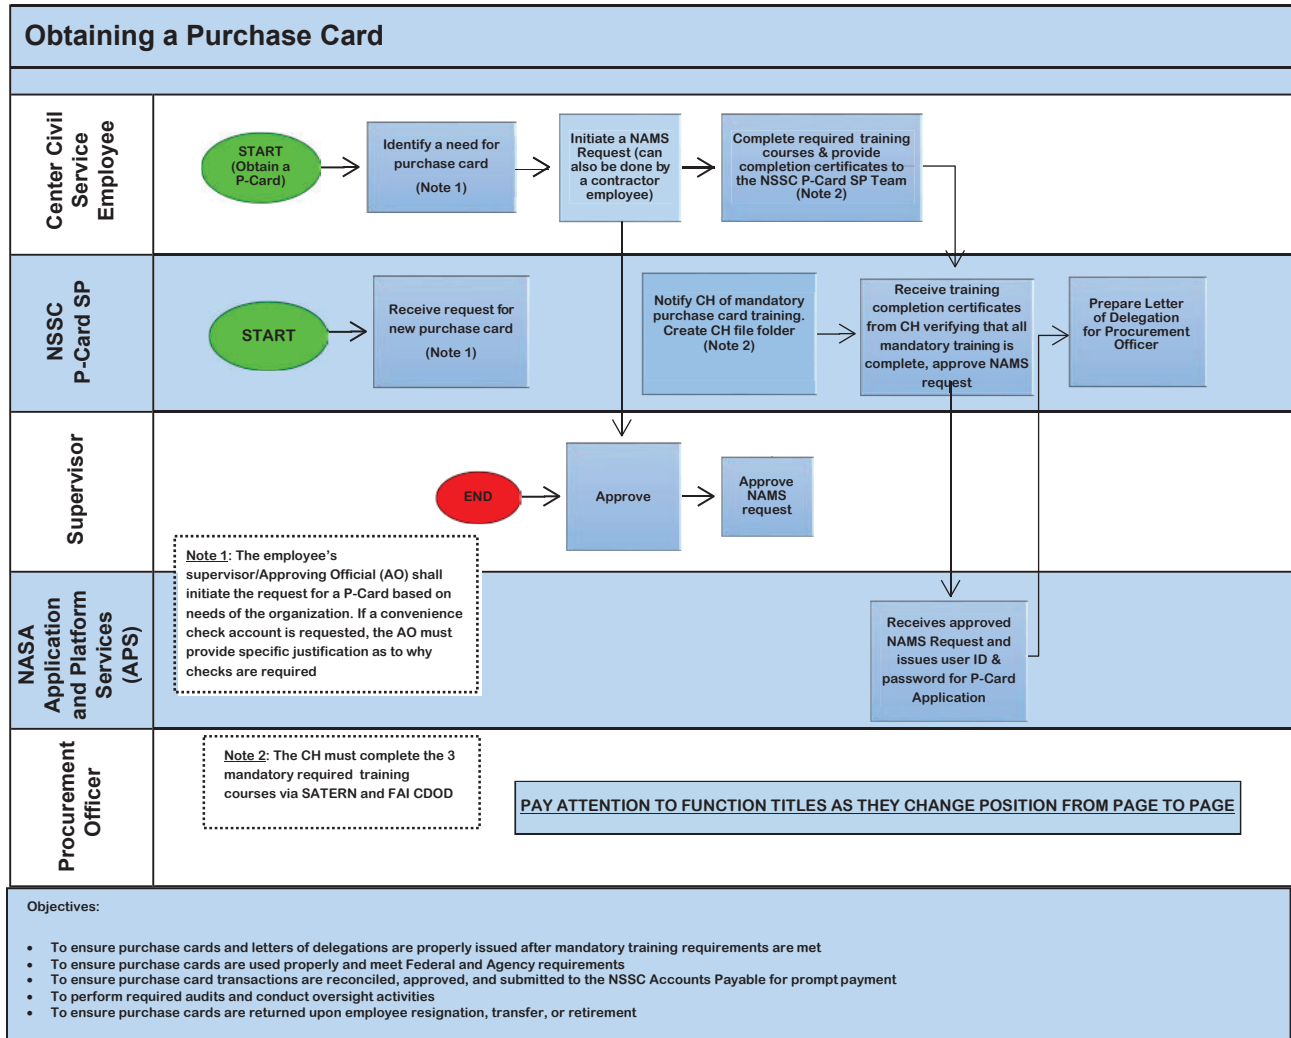 Obtaining a Purchase Card
Center Civil
Service
Employee
START
(Obtain a
P-Card)
Identify a need for
purchase card
(Note 1)
Initiate a NAMS
Request (can
also be done by
a contractor
employee)
Complete required training
courses & provide
completion certificates to
the NSSC P-Card SP Team
(Note 2)
NSSC
P-Card SP
START
Receive request for
new purchase card
(Note 1)
Notify CH of mandatory
purchase card training.
Create CH file folder
(Note 2)
Receive training
completion certificates
from CH verifying that all
mandatory training is
complete, approve NAMS
request
Prepare Letter
of Delegation
for Procurement
Officer
Supervisor
END
Approve
Approve
NAMS
request
Note 1: The employee's
supervisor/Approving Official (AO) shall
initiate the request for a P-Card based on
needs of the organization. If a convenience
check account is requested, the AO must
provide specific justification as to why
checks are required
NASA
Application
and Platform
Services
(APS)
Receives approved
NAMS Request and
issues user ID &
password for P-Card
Application
Procurement
Officer
Note 2: The CH must complete the 3
mandatory required training
courses via SATERN and FAI CDOD
PAY ATTENTION TO FUNCTION TITLES AS THEY CHANGE POSITION FROM PAGE TO PAGE
Objectives:
• To ensure purchase cards and letters of delegations are properly issued after mandatory training requirements are met
• To ensure purchase cards are used properly and meet Federal and Agency requirements
• To ensure purchase card transactions are reconciled, approved, and submitted to the NSSC Accounts Payable for prompt payment
• To perform required audits and conduct oversight activities
• To ensure purchase cards are returned upon employee resignation, transfer, or retirement